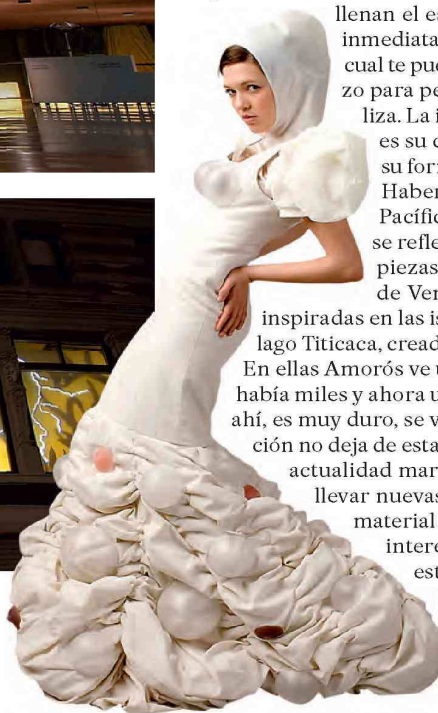 llenan el es
inmediata
cual te pue
zo para pe
liza. La i
es su c
su for
Haber
Pacífic
se refle
piezas
de Ver
inspiradas en las is
lago Titicaca, cread
En ellas Amorós ve u
había miles y ahora u
ahí, es muy duro, se v
ción no deja de esta
actualidad mar
llevar nuevas
material
intere
est